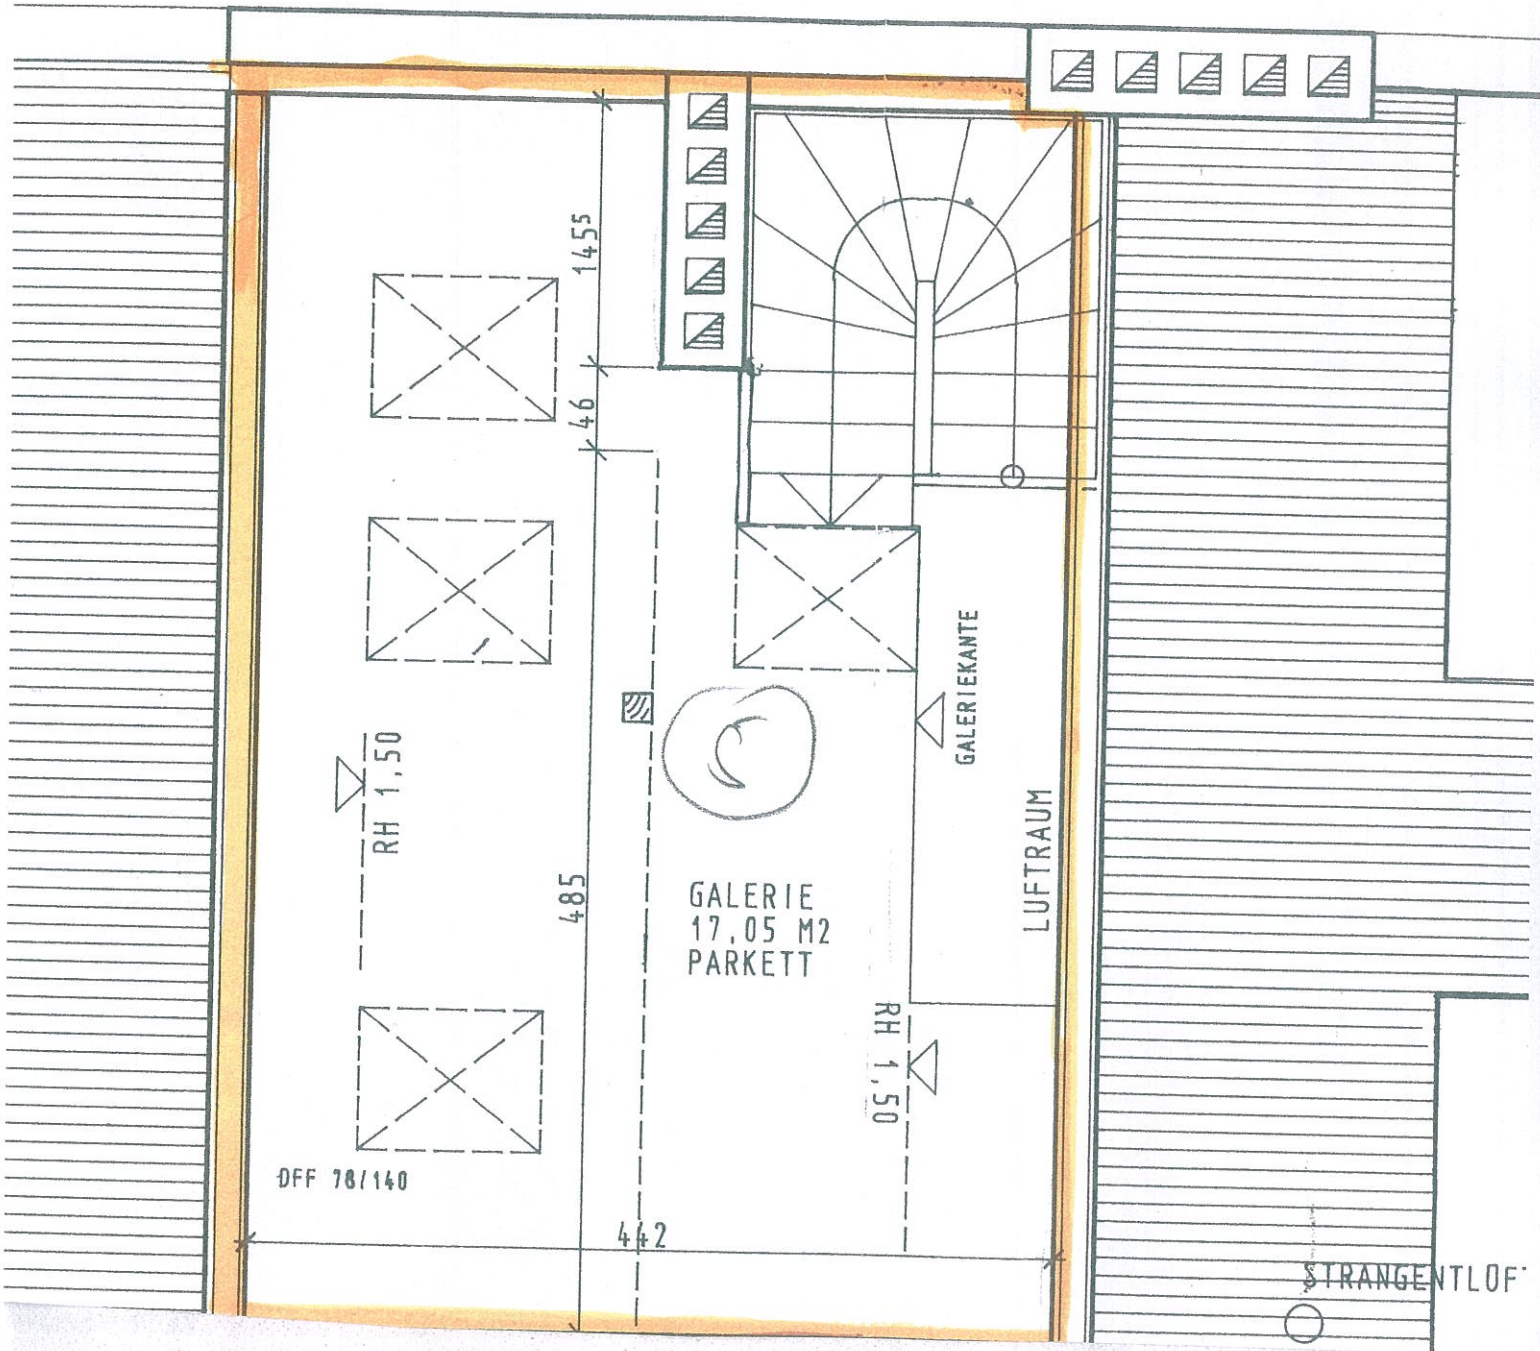 145⁵
46
RH 1,50
485
GALERIE
17,05 M2
PARKETT
GALERIEKANTE
LUFTRAUM
RH 1,50
DFF 78/140
442
STRANGENTLÜF